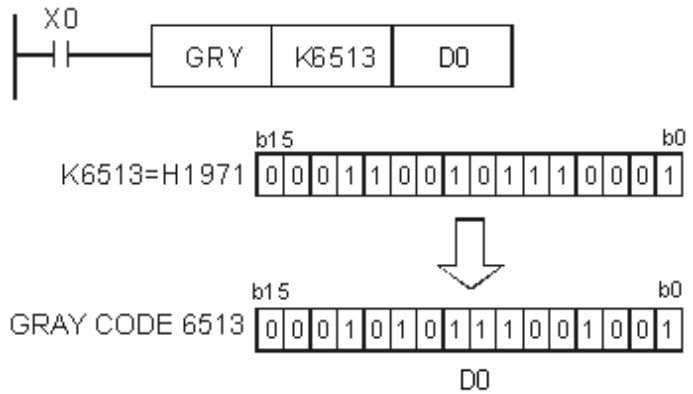 X0
GRY K6513 D0
b15 b0
K6513=H1971 0 0 0 1 1 0 0 1 0 1 1 1 0 0 0 1
b15 b0
GRAY CODE 6513 0 0 0 1 0 1 0 1 1 1 0 0 1 0 0 1
D0